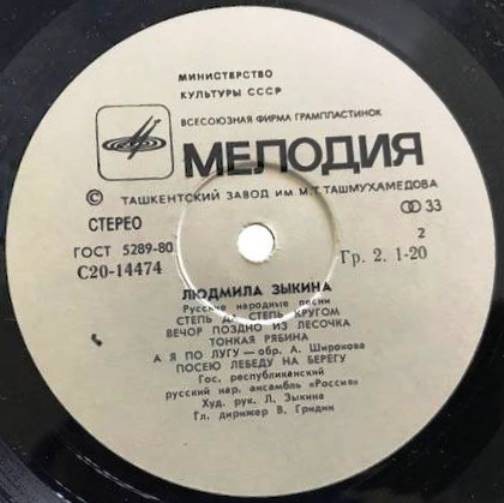 МИНИСТЕРСТВО
КУЛЬТУРЫ СССР
ВСЕСОЮЗНАЯ ФИРМА ГРАМПЛАСТИНОК
МЕЛОДИЯ
© ТАШКЕНТСКИЙ ЗАВОД ИМ М.Т.ТАШМУХАМЕДОВА
СТЕРЕО
33
ГОСТ 5289-80
2
С20-14474
Гр. 2. 1-20
ЛЮДМИЛА ЗЫКИНА
Русские народные песни
СТЕПЬ ДА СТЕПЬ КРУГОМ
ВЕЧОР ПОЗДНО ИЗ ЛЕСОЧКА
ТОНКАЯ РЯБИНА
А Я ПО ЛУГУ — обр. А. Широкова
ПОСЕЮ ЛЕБЕДУ НА БЕРЕГУ
Гос. республиканский
русский нар. ансамбль «Россия»
Худ. рук. Л. Зыкина
Гл. дирижер В. Гридин